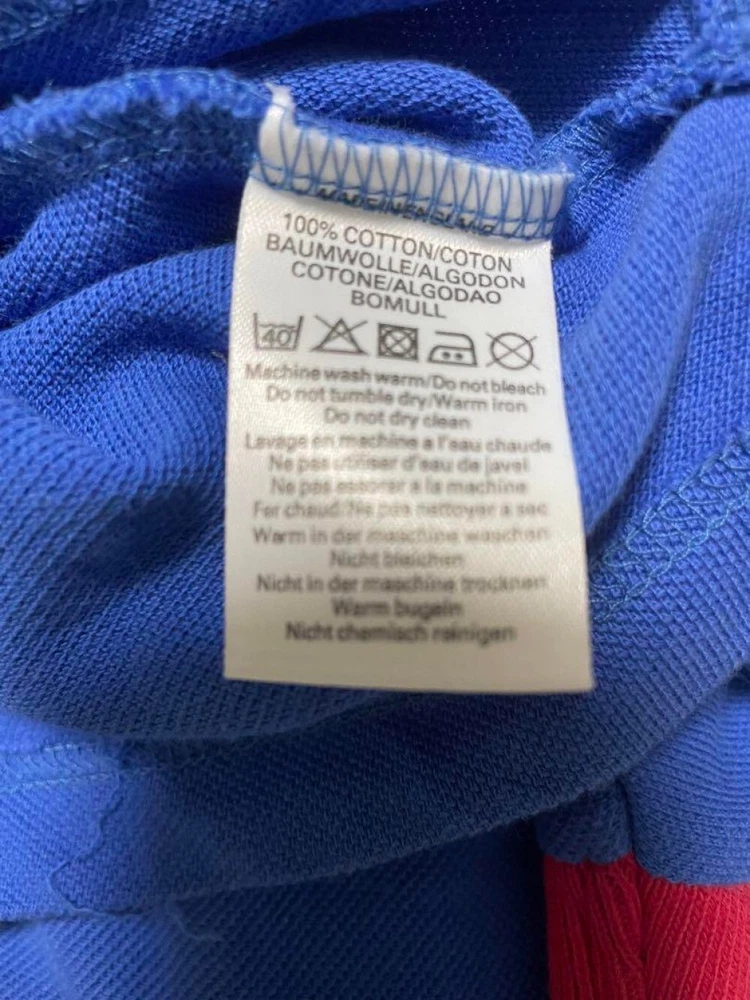 MADE IN ENGLAND
100% COTTON/COTON
BAUMWOLLE/ALGODON
COTONE/ALGODAO
BOMULL
40
Machine wash warm/Do not bleach
Do not tumble dry/Warm iron
Do not dry clean
Lavage en machine a l'eau chaude
Ne pas utiliser d'eau de javel
Ne pas essorer a la machine
Fer chaud/Ne pas nettoyer a sec
Warm in der maschine waschen
Nicht bleichen
Nicht in der maschine trocknen
Warm bugeln
Nicht chemisch reinigen